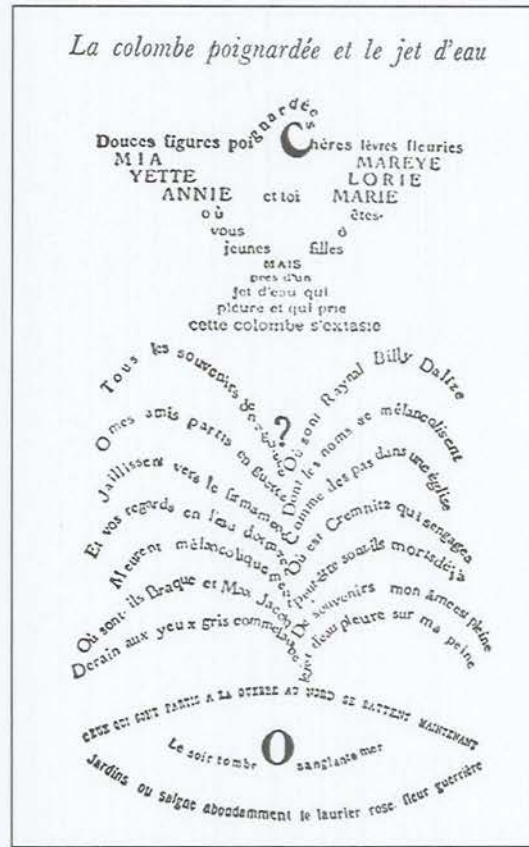 La colombe poignardée et le jet d'eau
Douces figures poignardées Chères lèvres fleuries
MIA MAREYE
YETTE LORIE
ANNIE et toi MARIE
où êtes-
vous ô
jeunes filles
MAIS
près d'un
jet d'eau qui
pleure et qui prie
cette colombe s'extasie
Tous les souvenirs de naguère
O mes amis partis en guerre
Jaillissent vers le firmament
Et vos regards en l'eau dormant
Meurent mélancoliquement
Où sont-ils Braque et Max Jacob
Derain aux yeux gris comme l'aube
?
Où sont Raynal Billy Dalize
Dont les noms se mélancolisent
Comme des pas dans une église
Où est Cremnitz qui s'engagea
Peut-être sont-ils morts déjà
De souvenirs mon âme est pleine
Le jet d'eau pleure sur ma peine
CEUX QUI SONT PARTIS A LA GUERRE AU NORD SE BATTENT MAINTENANT
Le soir tombe O sanglante mer
Jardins où saigne abondamment le laurier rose fleur guerrière